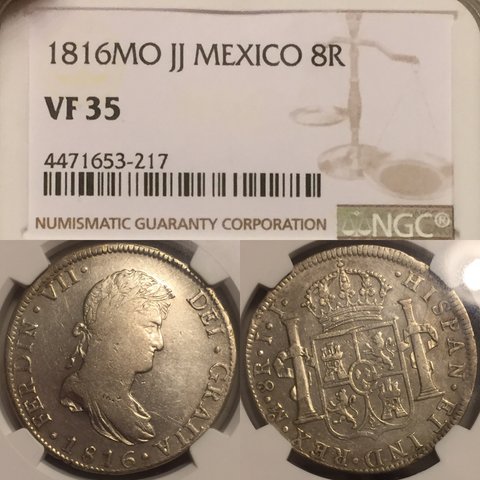 1816MO JJ MEXICO 8R
VF 35
4471653-217
NUMISMATIC GUARANTY CORPORATION
NGC®
FERDIN · VII · DEI · GRATIA
· 1816 ·
· HISPAN · ET IND · REX · M · 8R · J · J ·